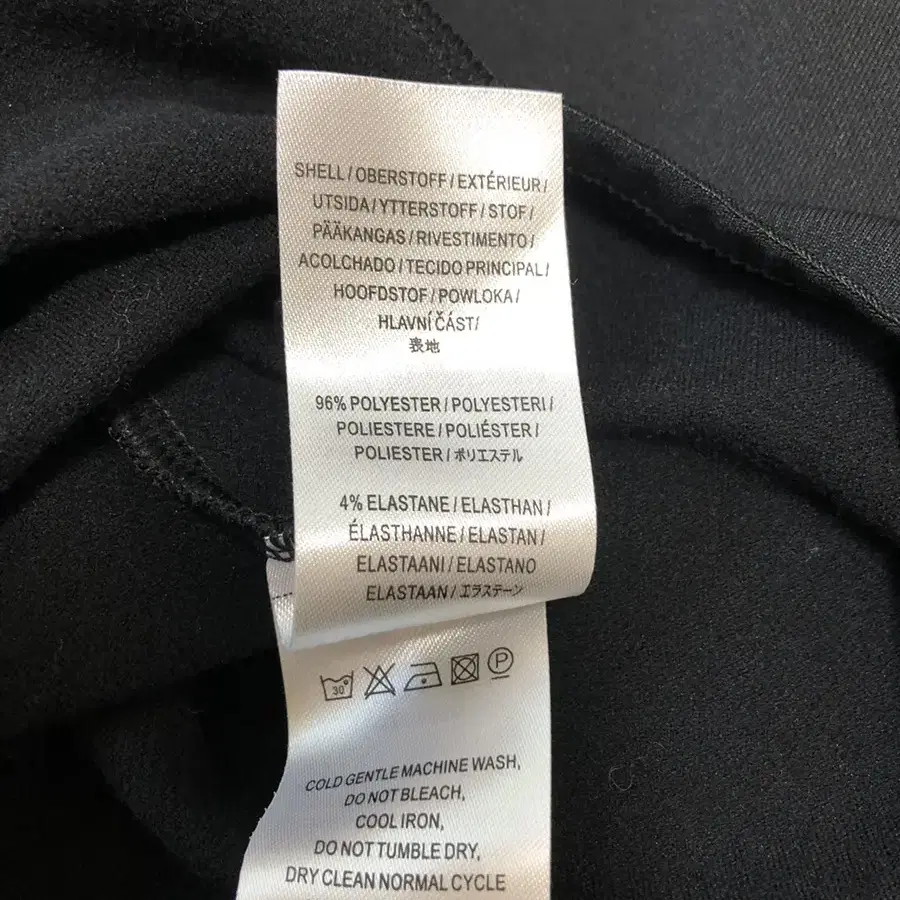 SHELL / OBERSTOFF / EXTÉRIEUR /
UTSIDA / YTTERSTOFF / STOF /
PÄÄKANGAS / RIVESTIMENTO /
ACOLCHADO / TECIDO PRINCIPAL /
HOOFDSTOF / POWLOKA /
HLAVNÍ ČÁST /
表地
96% POLYESTER / POLYESTERI /
POLIESTERE / POLIÉSTER /
POLIESTER / ポリエステル
4% ELASTANE / ELASTHAN /
ÉLASTHANNE / ELASTAN /
ELASTAANI / ELASTANO
ELASTAAN / エラステーン
30°
P
COLD GENTLE MACHINE WASH,
DO NOT BLEACH,
COOL IRON,
DO NOT TUMBLE DRY,
DRY CLEAN NORMAL CYCLE